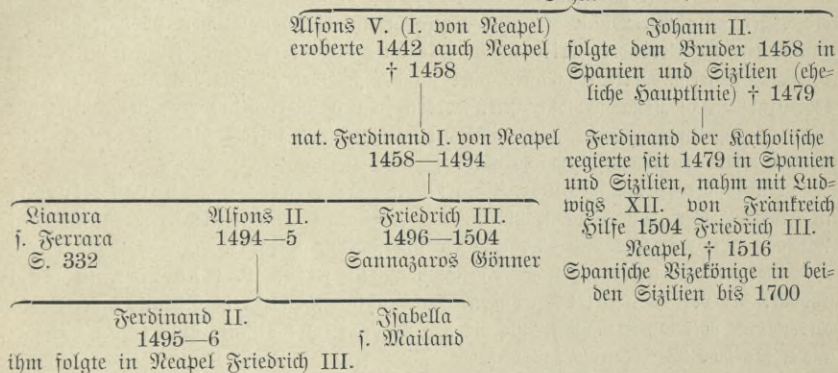 Alfons V. (I. von Neapel)
eroberte 1442 auch Neapel
† 1458
Johann II.
folgte dem Bruder 1458 in
Spanien und Sizilien (ehe=
liche Hauptlinie) † 1479
nat. Ferdinand I. von Neapel
1458—1494
Ferdinand der Katholische
regierte seit 1479 in Spanien
und Sizilien, nahm mit Lud=
wigs XII. von Frankreich
Hilfe 1504 Friedrich III.
Neapel, † 1516
Spanische Vizekönige in bei=
den Sizilien bis 1700
Lianora
s. Ferrara
S. 332
Alfons II.
1494—5
Friedrich III.
1496—1504
Sannazaros Gönner
Ferdinand II.
1495—6
ihm folgte in Neapel Friedrich III.
Isabella
s. Mailand